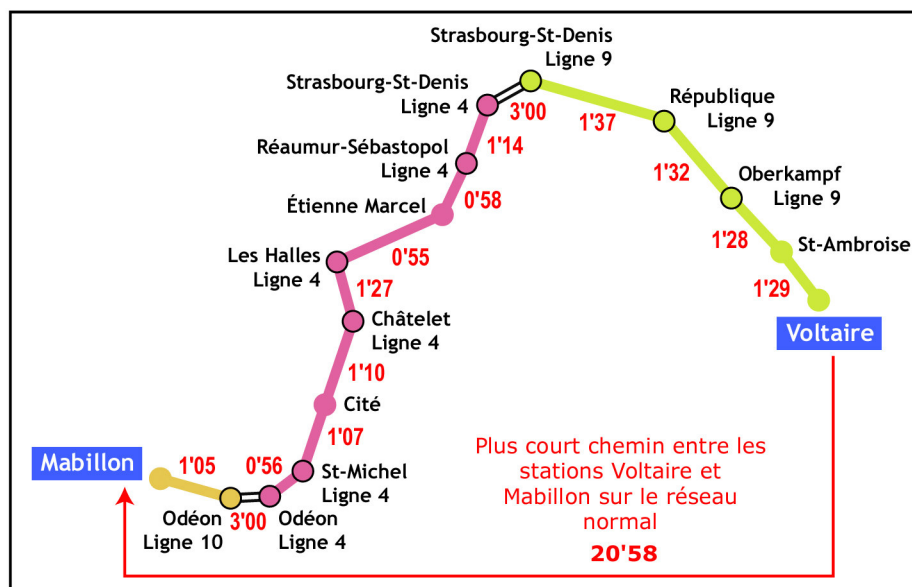 Strasbourg-St-Denis
Ligne 9
Strasbourg-St-Denis
Ligne 4
3'00
1'37
République
Ligne 9
1'14
Réaumur-Sébastopol
Ligne 4
1'32
Oberkampf
Ligne 9
0'58
Étienne Marcel
1'28
St-Ambroise
Les Halles
Ligne 4
0'55
1'29
1'27
Châtelet
Ligne 4
Voltaire
1'10
Cité
1'07
Mabillon
1'05
0'56
St-Michel
Ligne 4
Odéon
Ligne 10
3'00
Odéon
Ligne 4
Plus court chemin entre les
stations Voltaire et
Mabillon sur le réseau
normal
20'58